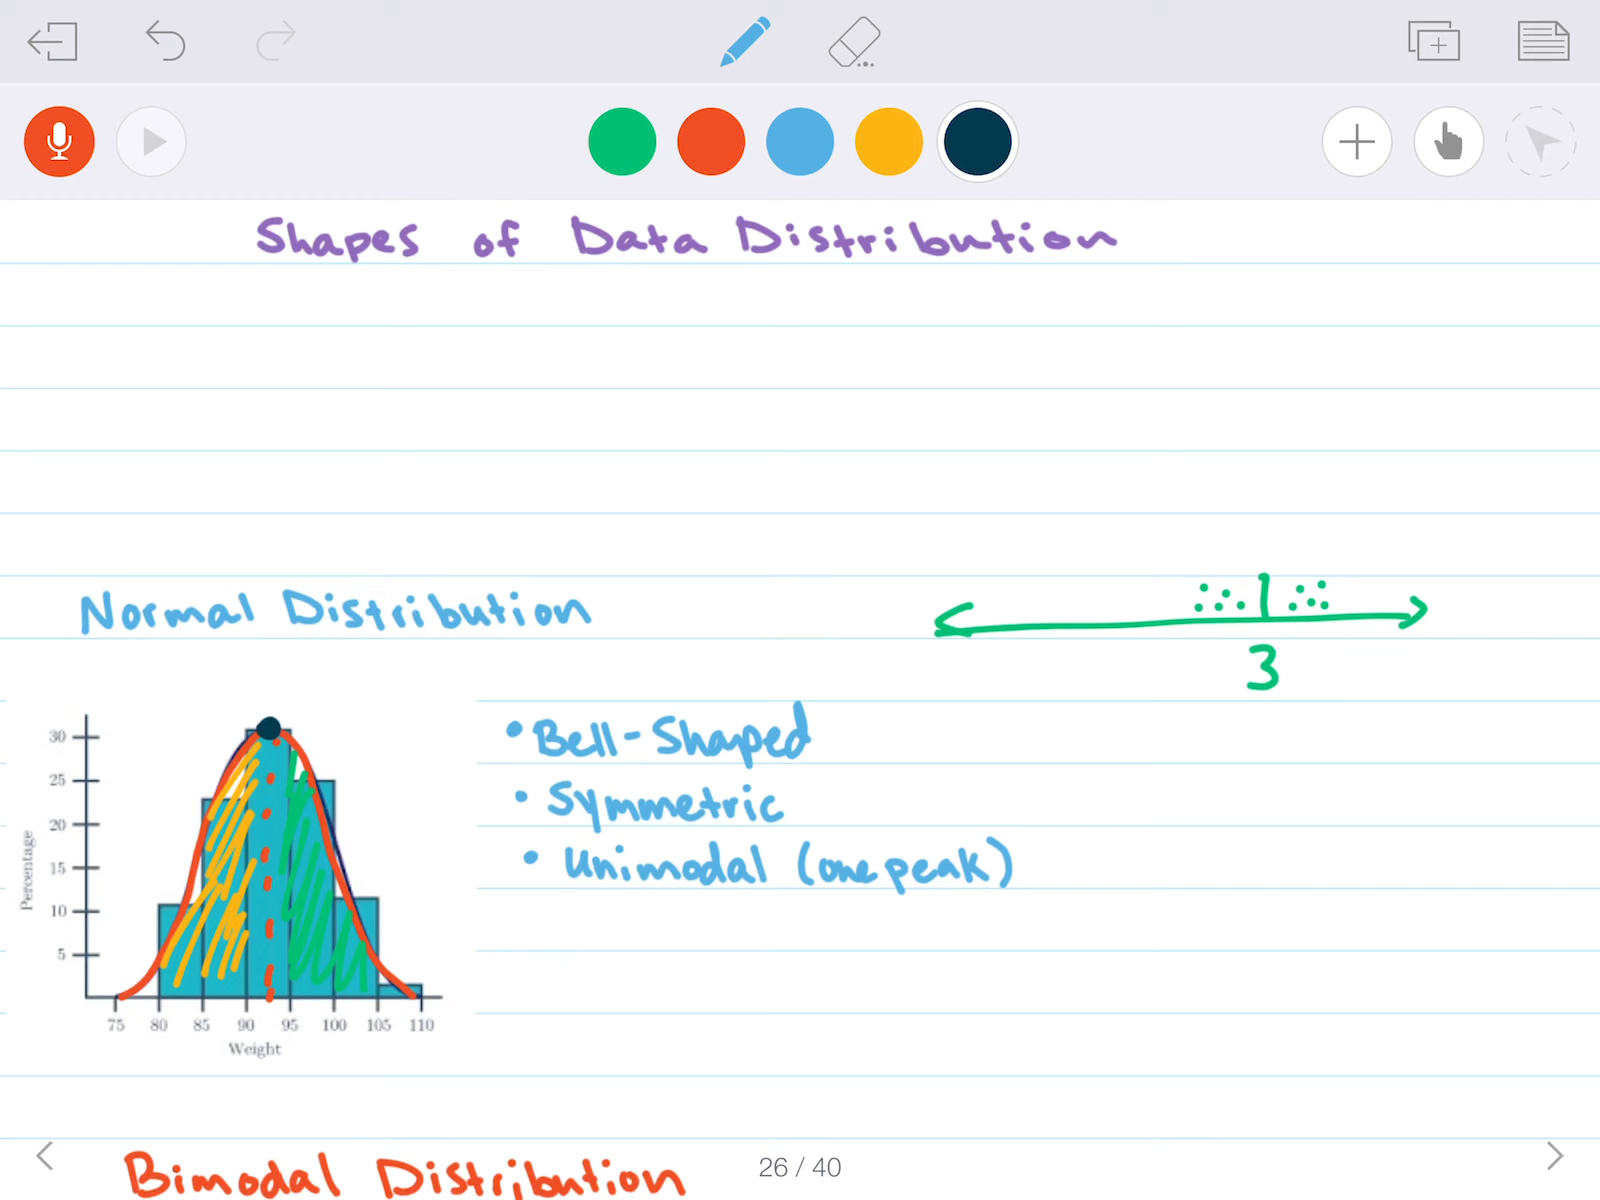 Shapes of Data Distribution
Normal Distribution
3
• Bell-Shaped
• Symmetric
• Unimodal (one peak)
30
25
20
15
10
5
Percentage
75 80 85 90 95 100 105 110
Weight
Bimodal Distribution
26 / 40